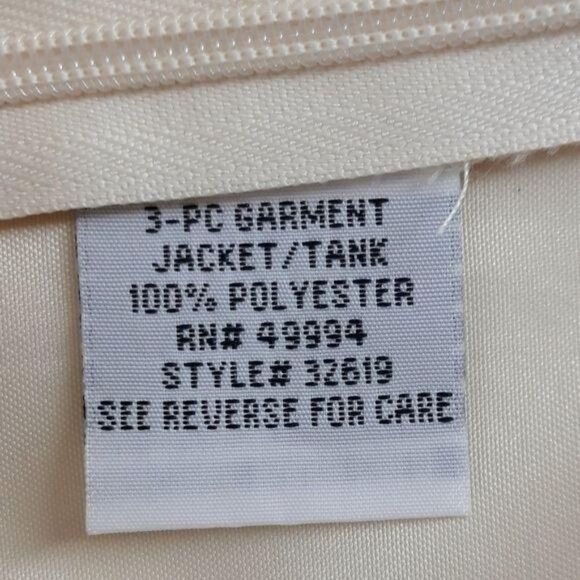 3-PC GARMENT
JACKET/TANK
100% POLYESTER
RN# 49994
STYLE# 32619
SEE REVERSE FOR CARE